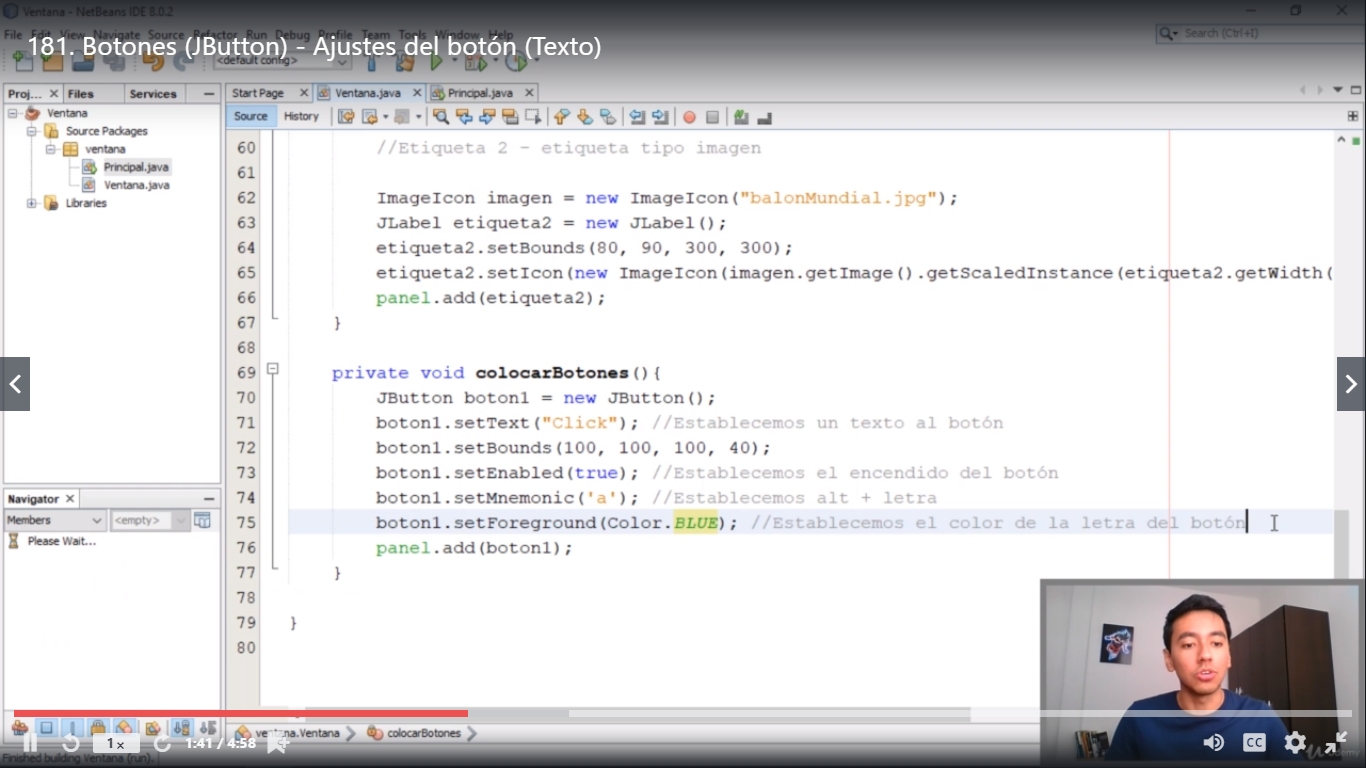 Ventana - NetBeans IDE 8.0.2
File Edit View Navigate Source Refactor Run Debug Profile Team Tools Window Help
Search (Ctrl+I)
181. Botones (JButton) - Ajustes del botón (Texto)
<default config>
Proj... Files Services
Start Page Ventana.java Principal.java
Source History
Ventana
Source Packages
ventana
Principal.java
Ventana.java
Libraries
60 //Etiqueta 2 - etiqueta tipo imagen
61
62 ImageIcon imagen = new ImageIcon("balonMundial.jpg");
63 JLabel etiqueta2 = new JLabel();
64 etiqueta2.setBounds(80, 90, 300, 300);
65 etiqueta2.setIcon(new ImageIcon(imagen.getImage().getScaledInstance(etiqueta2.getWidth(
66 panel.add(etiqueta2);
67 }
68
69 private void colocarBotones(){
70 JButton boton1 = new JButton();
71 boton1.setText("Click"); //Establecemos un texto al botón
72 boton1.setBounds(100, 100, 100, 40);
73 boton1.setEnabled(true); //Establecemos el encendido del botón
74 boton1.setMnemonic('a'); //Establecemos alt + letra
75 boton1.setForeground(Color.BLUE); //Establecemos el color de la letra del botón
76 panel.add(boton1);
77 }
78
79 }
80
Navigator
Members <empty>
Please Wait...
ventana.Ventana colocarBotones
1x 1:41 / 4:58
CC
Finished building Ventana (run).